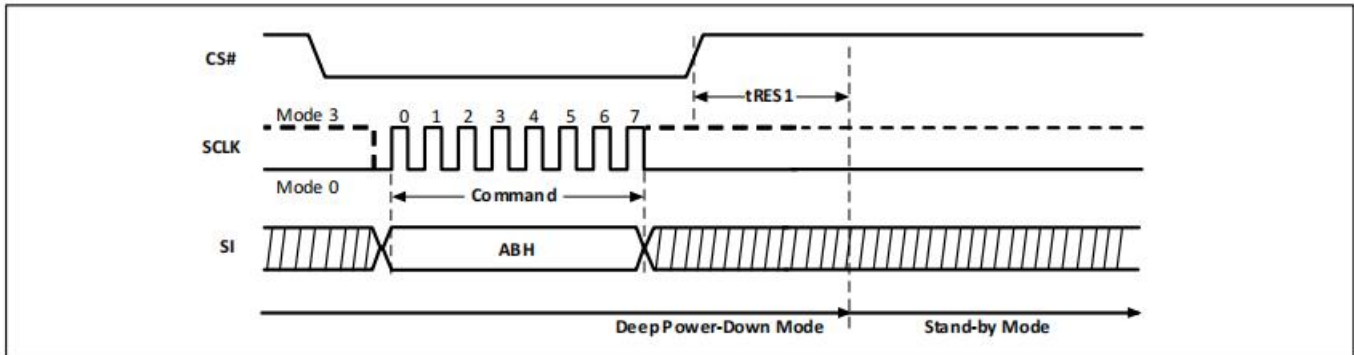 CS#
tRES1
Mode 3
0 1 2 3 4 5 6 7
SCLK
Mode 0
Command
SI
ABH
Deep Power-Down Mode Stand-by Mode